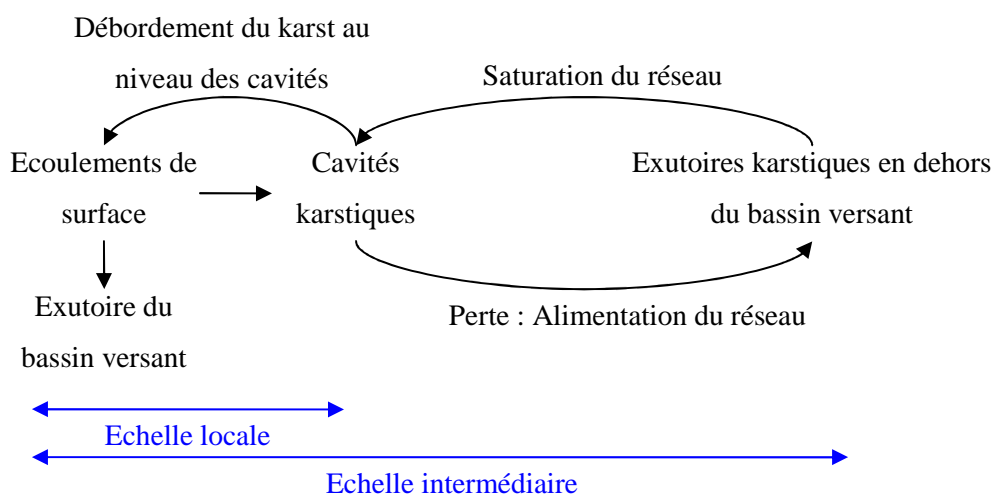 Débordement du karst au
niveau des cavités
Saturation du réseau
Ecoulements de
surface
Cavités
karstiques
Exutoires karstiques en dehors
du bassin versant
Exutoire du
bassin versant
Perte : Alimentation du réseau
Echelle locale
Echelle intermédiaire